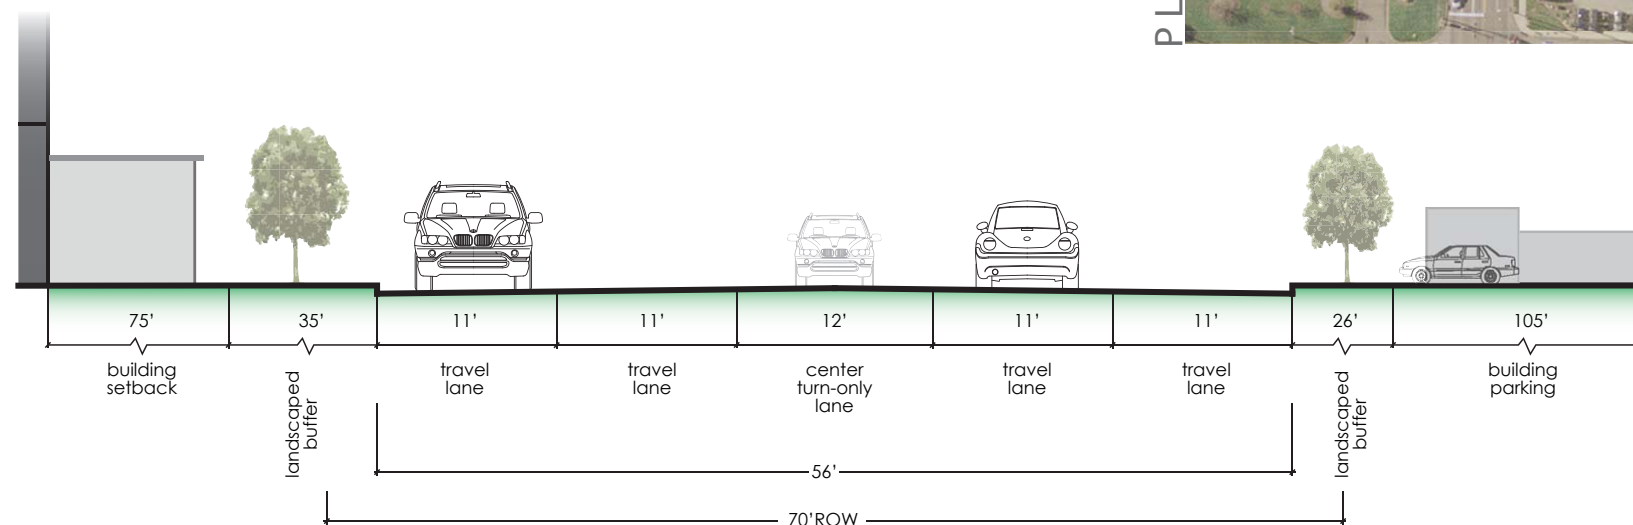 PL
75’
35’
11’
11’
12’
11’
11’
26’
105’
building
setback
landscaped
buffer
travel
lane
travel
lane
center
turn-only
lane
travel
lane
travel
lane
landscaped
buffer
building
parking
56’
70’ROW